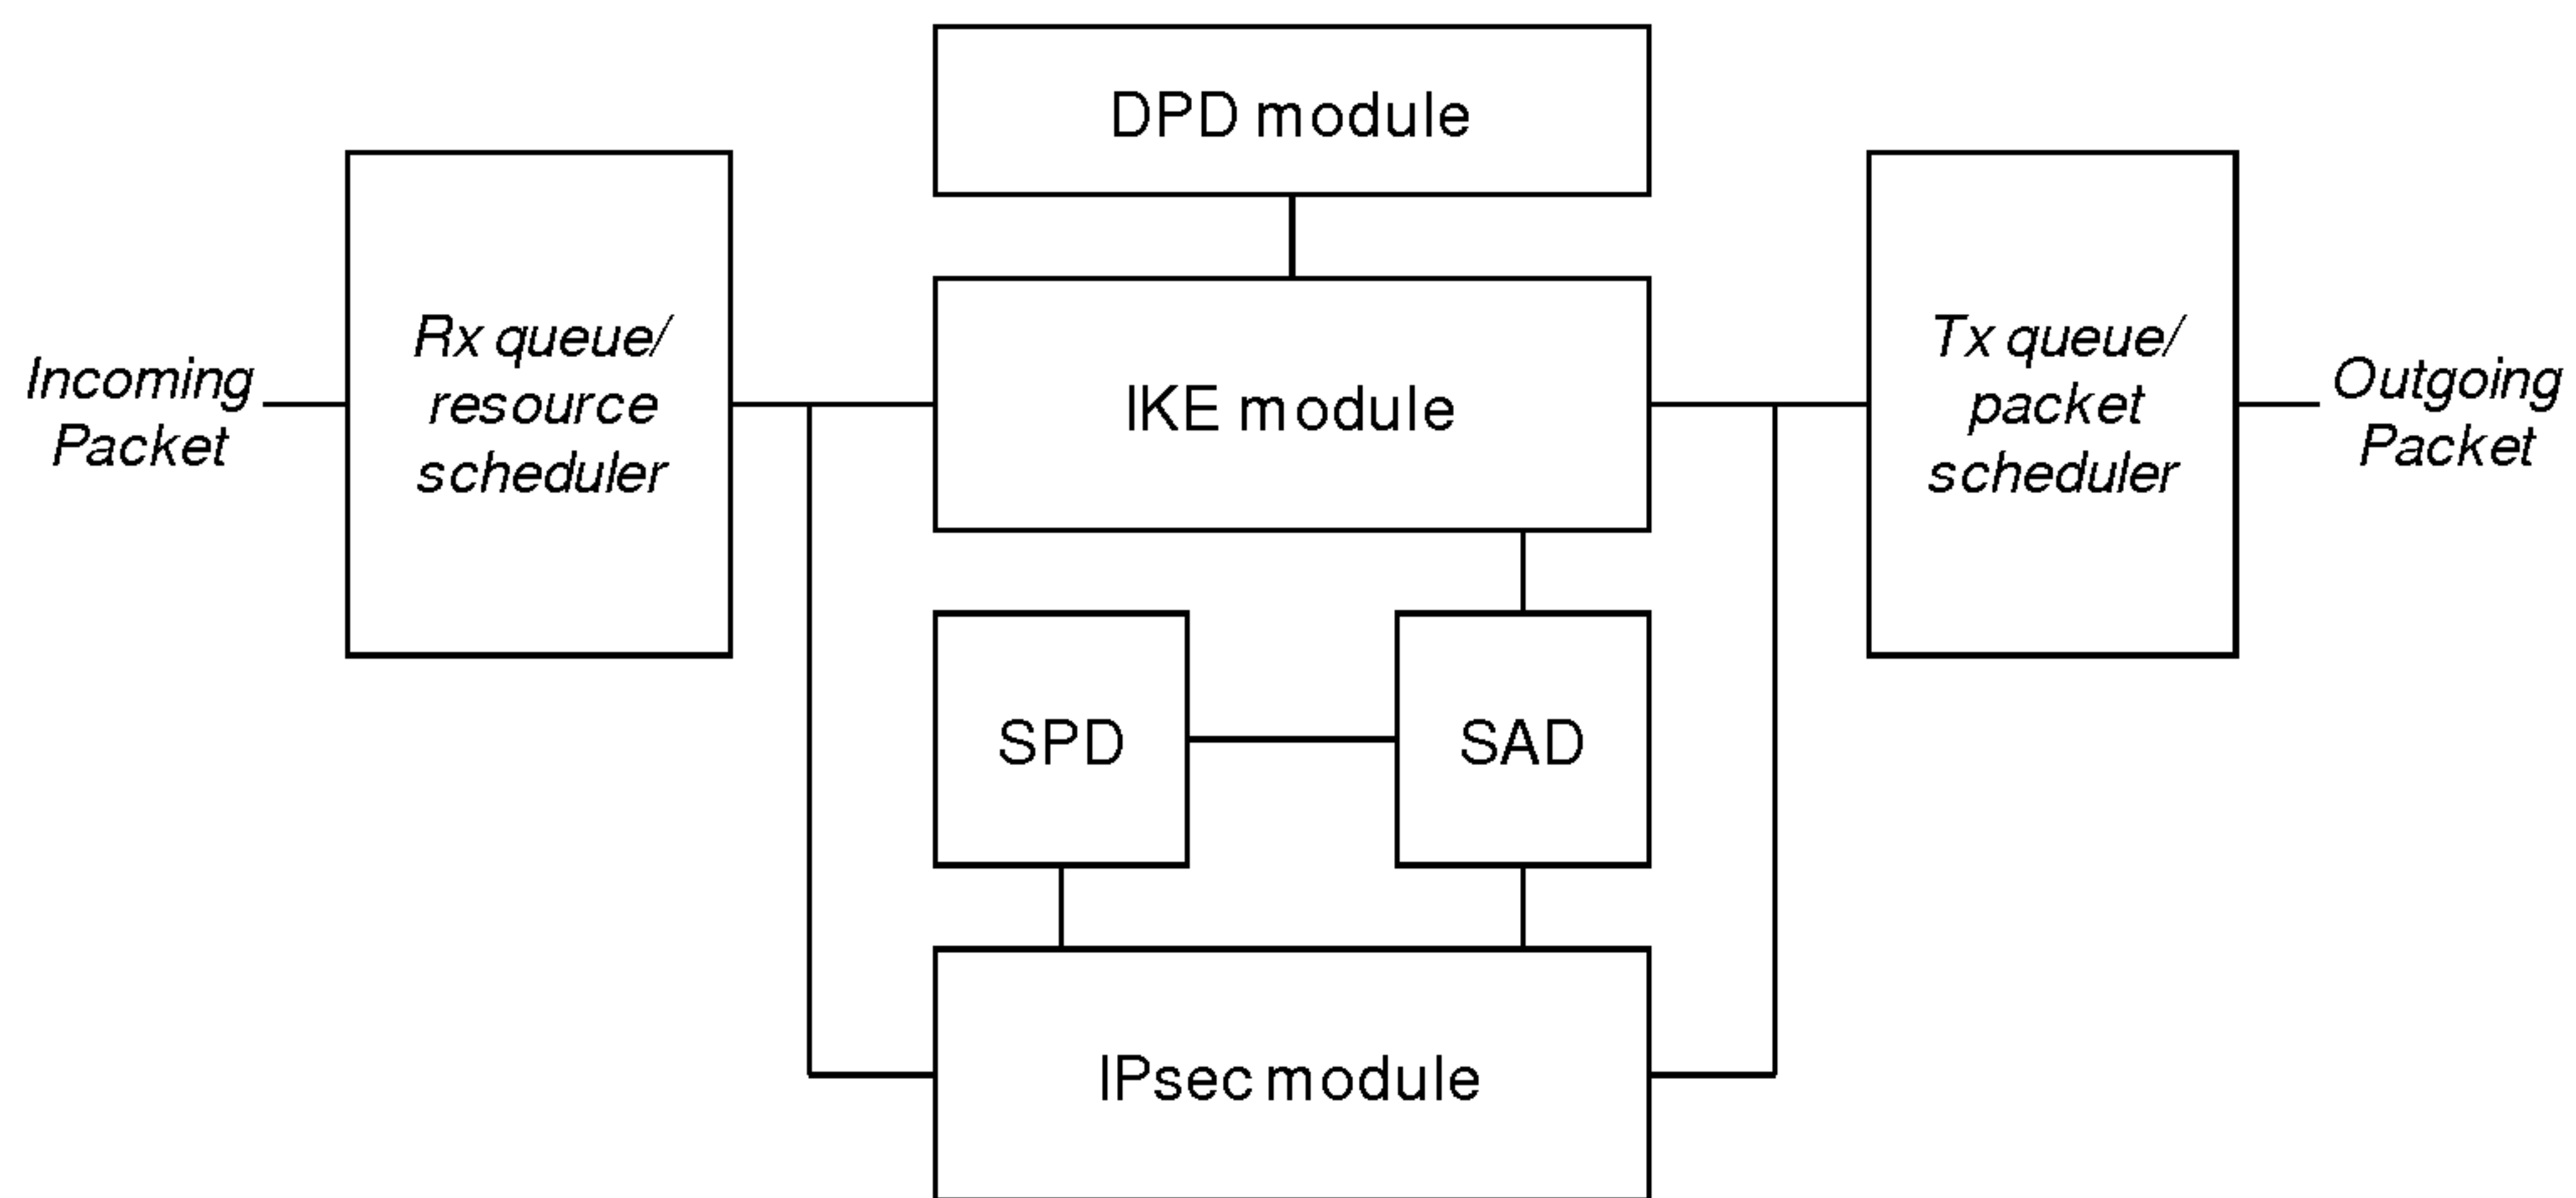 DPD module
Incoming
Packet
Rx queue/
resource
scheduler
IKE module
Tx queue/
packet
scheduler
Outgoing
Packet
SPD
SAD
IPsec module